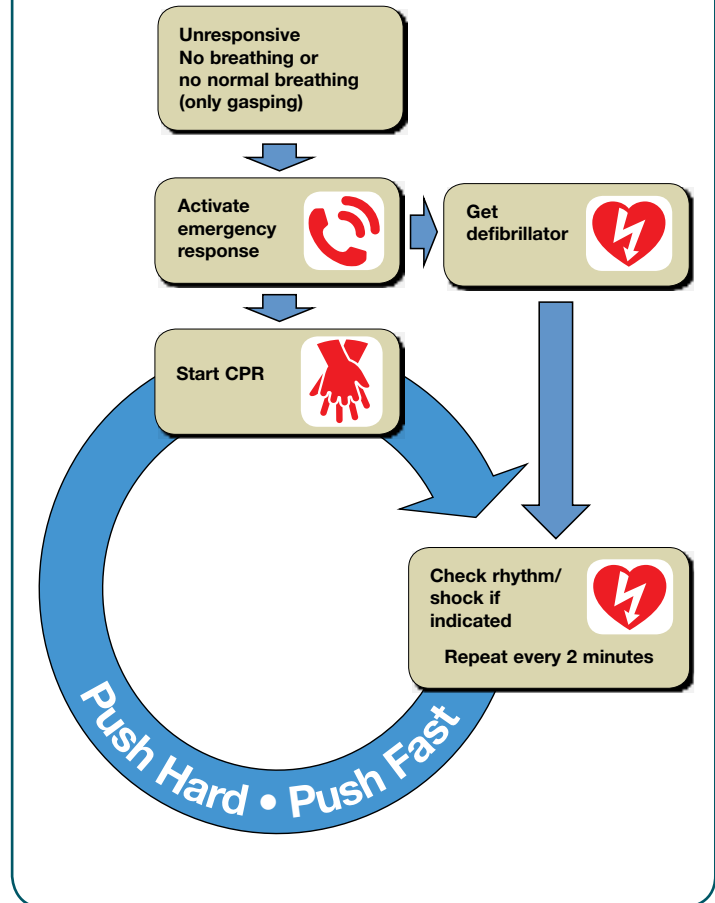 Unresponsive
No breathing or
no normal breathing
(only gasping)
Activate
emergency
response
Get
defibrillator
Start CPR
Check rhythm/
shock if
indicated
Repeat every 2 minutes
Push Hard • Push Fast